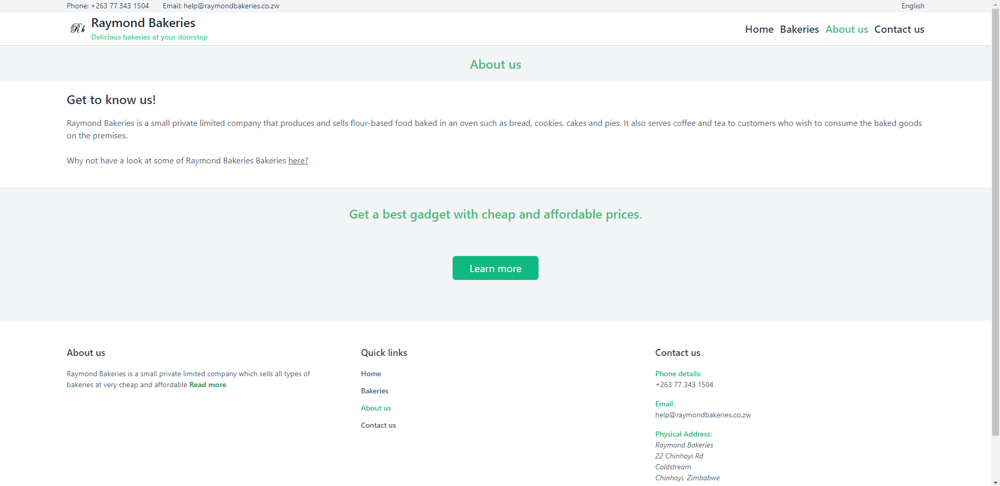 Phone: +263 77 343 1504 Email: help@raymondbakeries.co.zw English
Rb Raymond Bakeries
Delicious bakeries at your doorstep
Home Bakeries About us Contact us
About us
Get to know us!
Raymond Bakeries is a small private limited company that produces and sells flour-based food baked in an oven such as bread, cookies, cakes and pies. It also serves coffee and tea to customers who wish to consume the baked goods
on the premises.
Why not have a look at some of Raymond Bakeries Bakeries here?
Get a best gadget with cheap and affordable prices.
Learn more
About us
Raymond Bakeries is a small private limited company which sells all types of
bakeries at very cheap and affordable Read more
Quick links
Home
Bakeries
About us
Contact us
Contact us
Phone details:
+263 77 343 1504
Email:
help@raymondbakeries.co.zw
Physical Address:
Raymond Bakeries
22 Chinhoyi Rd
Coldstream
Chinhoyi, Zimbabwe